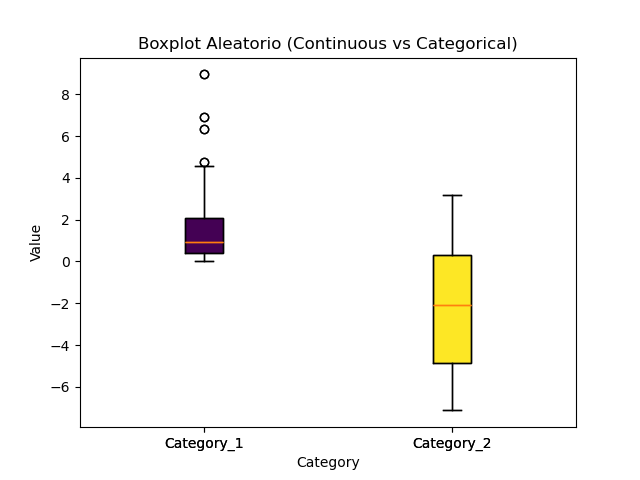 Boxplot Aleatorio (Continuous vs Categorical)
8
6
4
2
0
−2
−4
−6
Value
Category_1 Category_2
Category